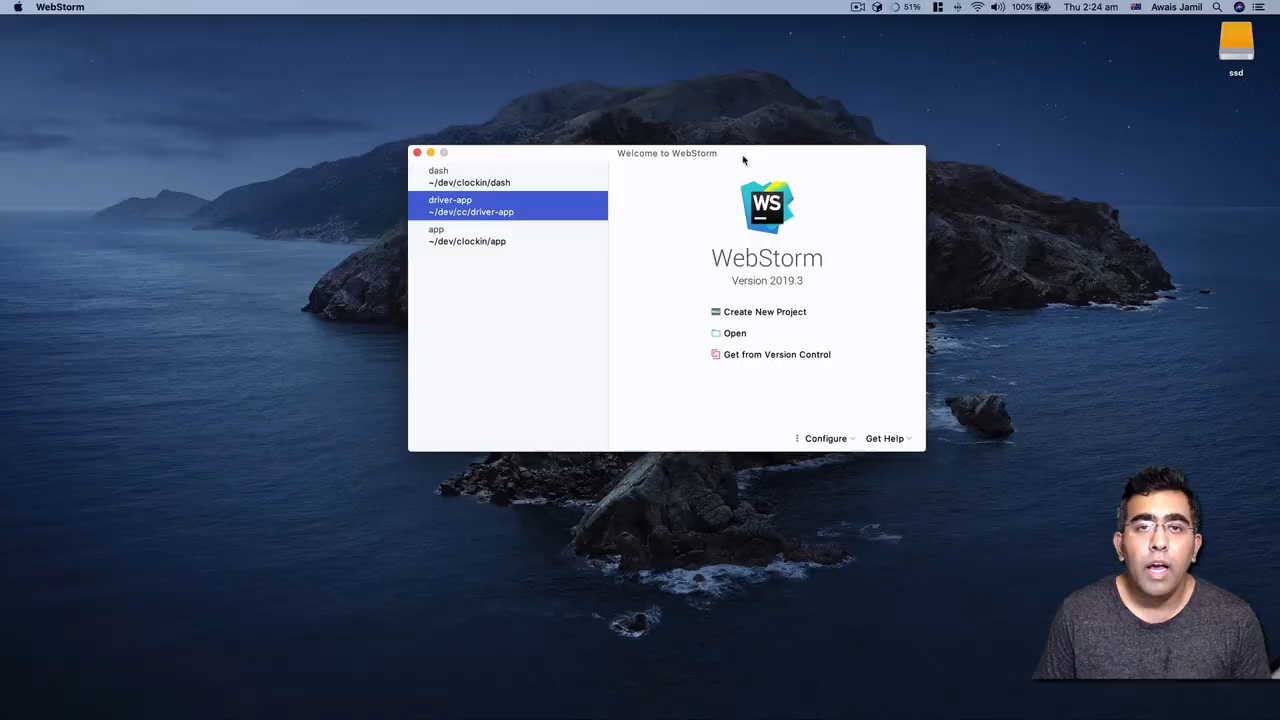 WebStorm
51%
100%
Thu 2:24 am
Awais Jamil
ssd
Welcome to WebStorm
dash
~/dev/clockin/dash
driver-app
~/dev/cc/driver-app
app
~/dev/clockin/app
WS
WebStorm
Version 2019.3
Create New Project
Open
Get from Version Control
Configure
Get Help